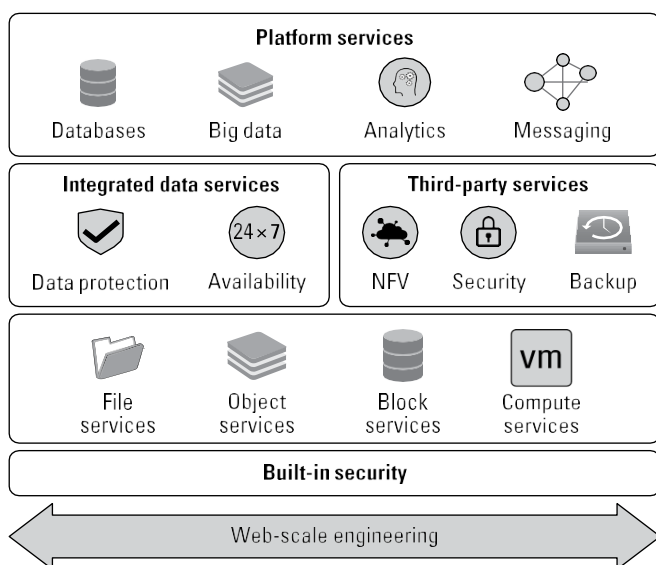 Platform services
Databases
Big data
Analytics
Messaging
Integrated data services
Third-party services
24×7
Data protection
Availability
NFV
Security
Backup
vm
File
services
Object
services
Block
services
Compute
services
Built-in security
Web-scale engineering